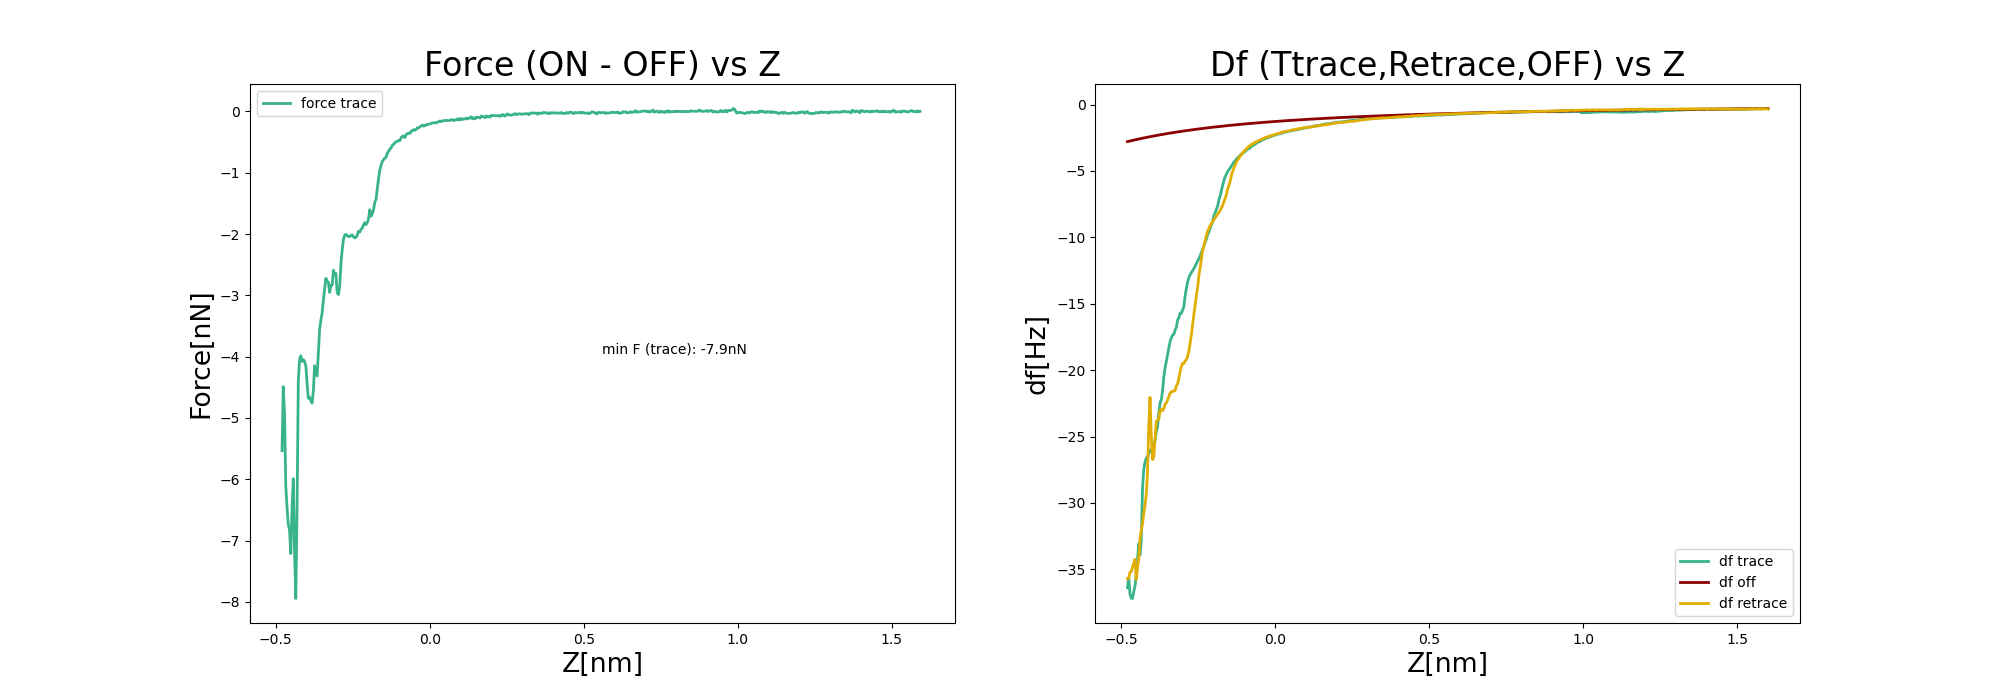 Force (ON - OFF) vs Z
force trace
0
−1
−2
−3
−4
−5
−6
−7
−8
Force[nN]
min F (trace): -7.9nN
−0.5
0.0
0.5
1.0
1.5
Z[nm]
Df (Ttrace,Retrace,OFF) vs Z
0
−5
−10
−15
−20
−25
−30
−35
df[Hz]
df trace
df off
df retrace
−0.5
0.0
0.5
1.0
1.5
Z[nm]